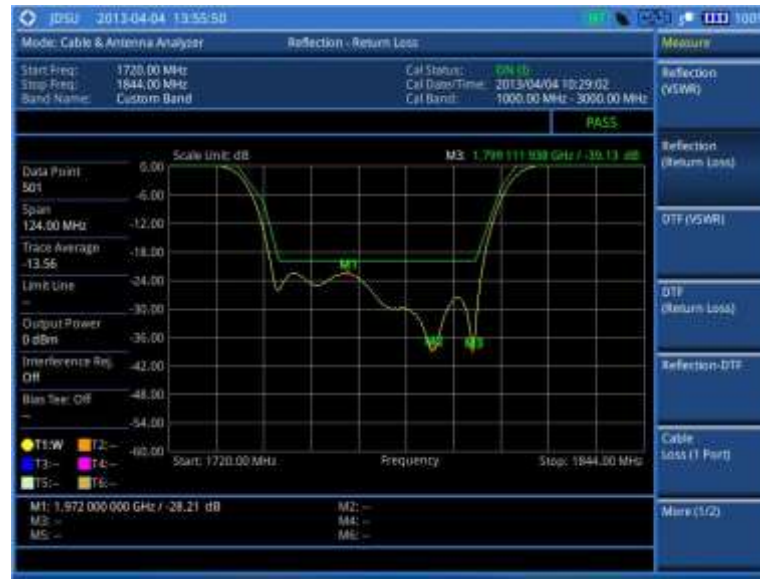 JDSU 2013-04-04 13:55:50
100%
Mode: Cable & Antenna Analyzer Reflection - Return Loss
Measure
Start Freq: 1720.00 MHz
Stop Freq: 1844.00 MHz
Band Name: Custom Band
Cal Status:
Cal Date/Time: 2013/04/04 10:29:02
Cal Band: 1000.00 MHz - 3000.00 MHz
PASS
Scale Unit: dB
M3: 1,799 111 938 GHz / -39.13 dB
Data Point
501
Span
124.00 MHz
Trace Average
-13.56
Limit Line
--
Output Power
0 dBm
Interference Rej.
Off
Bias Tee: Off
--
T1:W T2:--
T3:-- T4:--
T5:-- T6:--
0.00
-6.00
-12.00
-18.00
-24.00
-30.00
-36.00
-42.00
-48.00
-54.00
-60.00
M1
M2
M3
Start: 1720.00 MHz Frequency Stop: 1844.00 MHz
M1: 1,972 000 000 GHz / -28.21 dB M2: --
M3: -- M4: --
M5: -- M6: --
Reflection
(VSWR)
Reflection
(Return Loss)
DTF (VSWR)
DTF
(Return Loss)
Reflection-DTF
Cable
Loss (1 Port)
More (1/2)